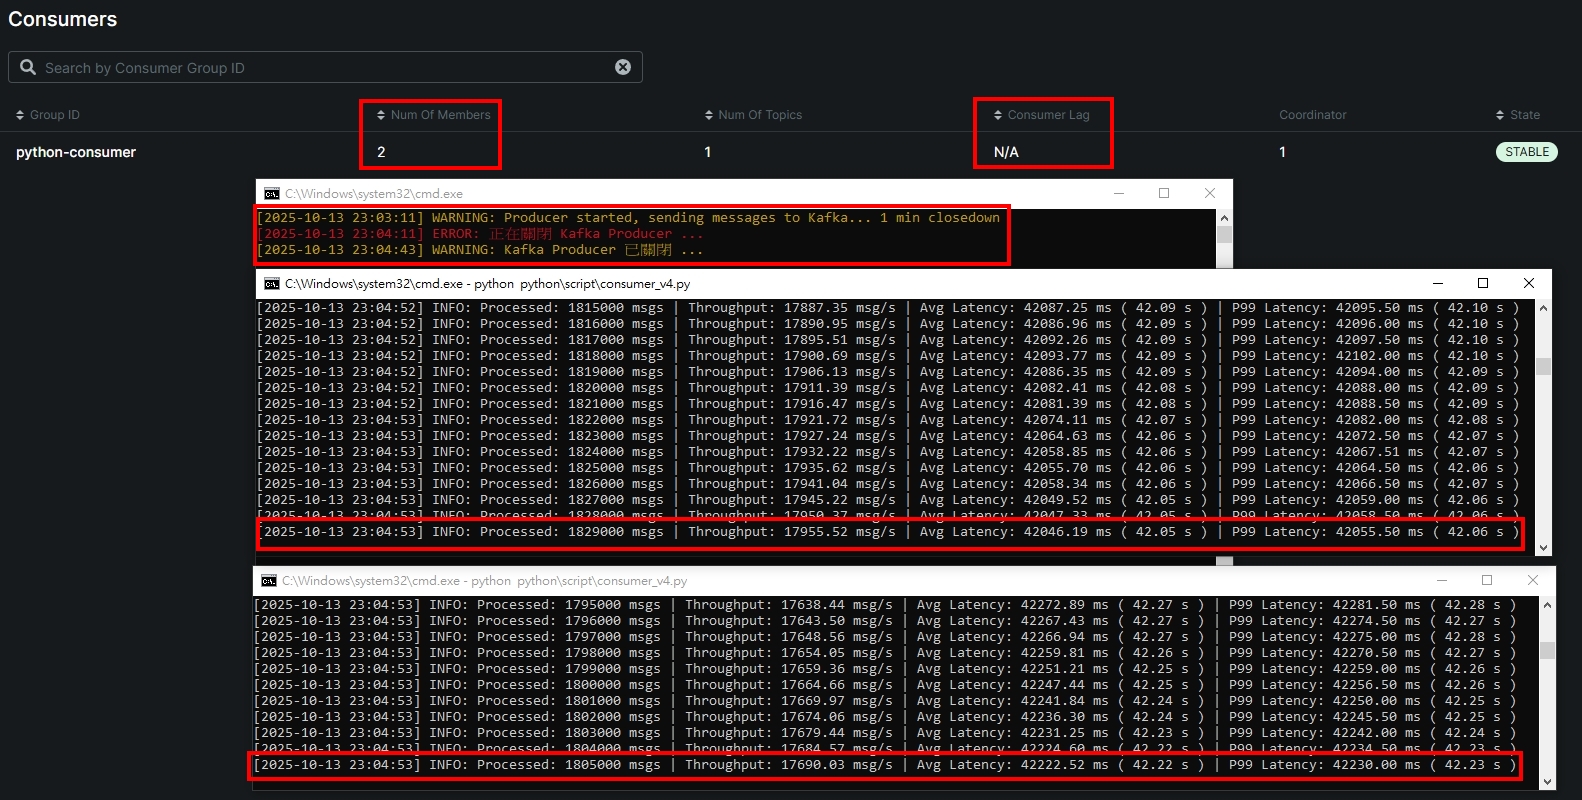 Consumers
Search by Consumer Group ID
Group ID Num Of Members Num Of Topics Consumer Lag Coordinator State
python-consumer 2 1 N/A 1 STABLE
C:\Windows\system32\cmd.exe
[2025-10-13 23:03:11] WARNING: Producer started, sending messages to Kafka... 1 min closedown
[2025-10-13 23:04:11] ERROR: 正在關閉 Kafka Producer ...
[2025-10-13 23:04:43] WARNING: Kafka Producer 已關閉 ...
C:\Windows\system32\cmd.exe - python python\script\consumer_v4.py
[2025-10-13 23:04:52] INFO: Processed: 1815000 msgs | Throughput: 17887.35 msg/s | Avg Latency: 42087.25 ms ( 42.09 s ) | P99 Latency: 42095.50 ms ( 42.10 s )
[2025-10-13 23:04:52] INFO: Processed: 1816000 msgs | Throughput: 17890.95 msg/s | Avg Latency: 42086.96 ms ( 42.09 s ) | P99 Latency: 42096.00 ms ( 42.10 s )
[2025-10-13 23:04:52] INFO: Processed: 1817000 msgs | Throughput: 17895.51 msg/s | Avg Latency: 42092.26 ms ( 42.09 s ) | P99 Latency: 42097.50 ms ( 42.10 s )
[2025-10-13 23:04:52] INFO: Processed: 1818000 msgs | Throughput: 17900.69 msg/s | Avg Latency: 42093.77 ms ( 42.09 s ) | P99 Latency: 42102.00 ms ( 42.10 s )
[2025-10-13 23:04:52] INFO: Processed: 1819000 msgs | Throughput: 17906.13 msg/s | Avg Latency: 42086.35 ms ( 42.09 s ) | P99 Latency: 42094.00 ms ( 42.09 s )
[2025-10-13 23:04:52] INFO: Processed: 1820000 msgs | Throughput: 17911.39 msg/s | Avg Latency: 42082.41 ms ( 42.08 s ) | P99 Latency: 42088.00 ms ( 42.09 s )
[2025-10-13 23:04:52] INFO: Processed: 1821000 msgs | Throughput: 17916.47 msg/s | Avg Latency: 42081.39 ms ( 42.08 s ) | P99 Latency: 42088.50 ms ( 42.09 s )
[2025-10-13 23:04:53] INFO: Processed: 1822000 msgs | Throughput: 17921.72 msg/s | Avg Latency: 42074.11 ms ( 42.07 s ) | P99 Latency: 42082.00 ms ( 42.08 s )
[2025-10-13 23:04:53] INFO: Processed: 1823000 msgs | Throughput: 17927.24 msg/s | Avg Latency: 42064.63 ms ( 42.06 s ) | P99 Latency: 42072.50 ms ( 42.07 s )
[2025-10-13 23:04:53] INFO: Processed: 1824000 msgs | Throughput: 17932.22 msg/s | Avg Latency: 42058.85 ms ( 42.06 s ) | P99 Latency: 42067.51 ms ( 42.07 s )
[2025-10-13 23:04:53] INFO: Processed: 1825000 msgs | Throughput: 17935.62 msg/s | Avg Latency: 42055.70 ms ( 42.06 s ) | P99 Latency: 42064.50 ms ( 42.06 s )
[2025-10-13 23:04:53] INFO: Processed: 1826000 msgs | Throughput: 17941.04 msg/s | Avg Latency: 42058.34 ms ( 42.06 s ) | P99 Latency: 42066.50 ms ( 42.07 s )
[2025-10-13 23:04:53] INFO: Processed: 1827000 msgs | Throughput: 17945.22 msg/s | Avg Latency: 42049.52 ms ( 42.05 s ) | P99 Latency: 42059.00 ms ( 42.06 s )
[2025-10-13 23:04:53] INFO: Processed: 1828000 msgs | Throughput: 17950.37 msg/s | Avg Latency: 42047.33 ms ( 42.05 s ) | P99 Latency: 42058.50 ms ( 42.06 s )
[2025-10-13 23:04:53] INFO: Processed: 1829000 msgs | Throughput: 17955.52 msg/s | Avg Latency: 42046.19 ms ( 42.05 s ) | P99 Latency: 42055.50 ms ( 42.06 s )
C:\Windows\system32\cmd.exe - python python\script\consumer_v4.py
[2025-10-13 23:04:53] INFO: Processed: 1795000 msgs | Throughput: 17638.44 msg/s | Avg Latency: 42272.89 ms ( 42.27 s ) | P99 Latency: 42281.50 ms ( 42.28 s )
[2025-10-13 23:04:53] INFO: Processed: 1796000 msgs | Throughput: 17643.50 msg/s | Avg Latency: 42267.43 ms ( 42.27 s ) | P99 Latency: 42274.50 ms ( 42.27 s )
[2025-10-13 23:04:53] INFO: Processed: 1797000 msgs | Throughput: 17648.56 msg/s | Avg Latency: 42266.94 ms ( 42.27 s ) | P99 Latency: 42275.00 ms ( 42.28 s )
[2025-10-13 23:04:53] INFO: Processed: 1798000 msgs | Throughput: 17654.05 msg/s | Avg Latency: 42259.81 ms ( 42.26 s ) | P99 Latency: 42270.50 ms ( 42.27 s )
[2025-10-13 23:04:53] INFO: Processed: 1799000 msgs | Throughput: 17659.36 msg/s | Avg Latency: 42251.21 ms ( 42.25 s ) | P99 Latency: 42259.00 ms ( 42.26 s )
[2025-10-13 23:04:53] INFO: Processed: 1800000 msgs | Throughput: 17664.66 msg/s | Avg Latency: 42247.44 ms ( 42.25 s ) | P99 Latency: 42256.50 ms ( 42.26 s )
[2025-10-13 23:04:53] INFO: Processed: 1801000 msgs | Throughput: 17669.97 msg/s | Avg Latency: 42241.84 ms ( 42.24 s ) | P99 Latency: 42250.00 ms ( 42.25 s )
[2025-10-13 23:04:53] INFO: Processed: 1802000 msgs | Throughput: 17674.06 msg/s | Avg Latency: 42236.30 ms ( 42.24 s ) | P99 Latency: 42245.50 ms ( 42.25 s )
[2025-10-13 23:04:53] INFO: Processed: 1803000 msgs | Throughput: 17679.44 msg/s | Avg Latency: 42231.25 ms ( 42.23 s ) | P99 Latency: 42242.00 ms ( 42.24 s )
[2025-10-13 23:04:53] INFO: Processed: 1804000 msgs | Throughput: 17684.57 msg/s | Avg Latency: 42224.60 ms ( 42.22 s ) | P99 Latency: 42234.50 ms ( 42.23 s )
[2025-10-13 23:04:53] INFO: Processed: 1805000 msgs | Throughput: 17690.03 msg/s | Avg Latency: 42222.52 ms ( 42.22 s ) | P99 Latency: 42230.00 ms ( 42.23 s )